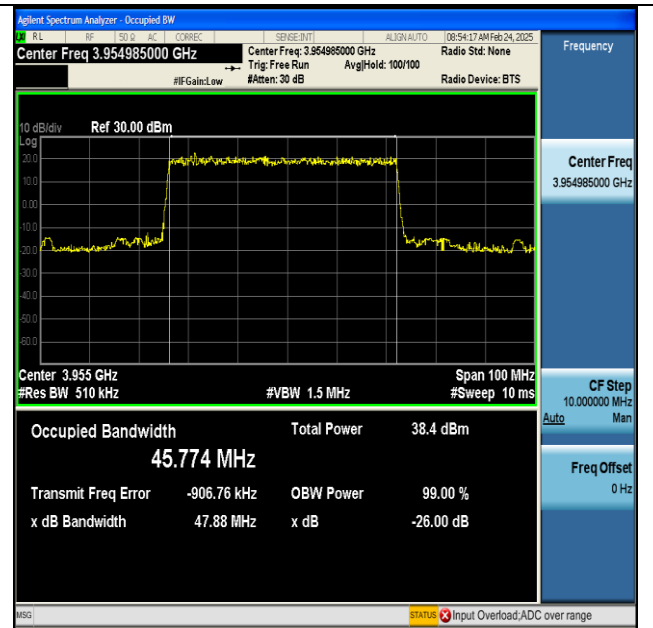 Agilent Spectrum Analyzer - Occupied BW
LXI RL RF 50 Ω AC CORREC SENSE:INT ALIGN AUTO 08:54:17 AM Feb 24, 2025
Center Freq 3.954985000 GHz Center Freq: 3.954985000 GHz Radio Std: None
Trig: Free Run Avg|Hold: 100/100
#IFGain:Low #Atten: 30 dB Radio Device: BTS
Frequency
10 dB/div Ref 30.00 dBm
Log
20.0
10.0
0.00
-10.0
-20.0
-30.0
-40.0
-50.0
-60.0
Center 3.955 GHz Span 100 MHz
#Res BW 510 kHz #VBW 1.5 MHz #Sweep 10 ms
Occupied Bandwidth Total Power 38.4 dBm
45.774 MHz
Transmit Freq Error -906.76 kHz OBW Power 99.00 %
x dB Bandwidth 47.88 MHz x dB -26.00 dB
Center Freq
3.954985000 GHz
CF Step
10.000000 MHz
Auto Man
Freq Offset
0 Hz
MSG STATUS Input Overload;ADC over range